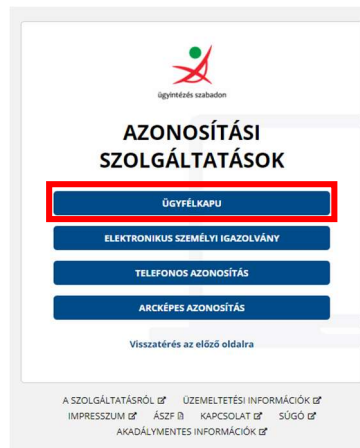 ügyintézés szabadon
AZONOSÍTÁSI
SZOLGÁLTATÁSOK
ÜGYFÉLKAPU
ELEKTRONIKUS SZEMÉLYI IGAZOLVÁNY
TELEFONOS AZONOSÍTÁS
ARCKÉPES AZONOSÍTÁS
Visszatérés az előző oldalra
A SZOLGÁLTATÁSRÓL ÜZEMELTETÉSI INFORMÁCIÓK
IMPRESSZUM ÁSZF KAPCSOLAT SÚGÓ
AKADÁLYMENTES INFORMÁCIÓK